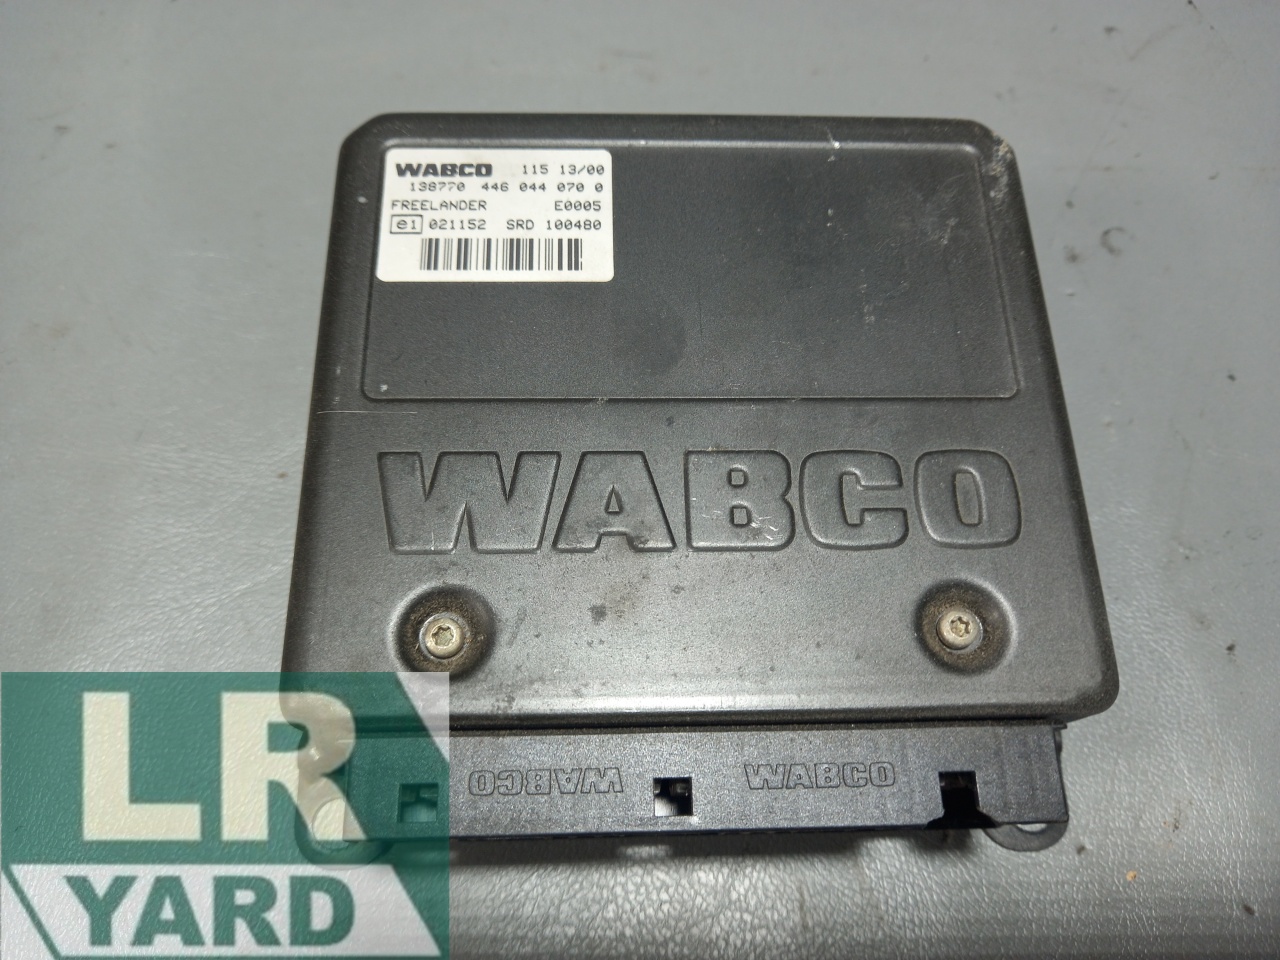 WABCO 115 13/00
138770 446 044 070 0
FREELANDER E0005
e1 021152 SRD 100480
WABCO
WABCO WABCO
LR
YARD